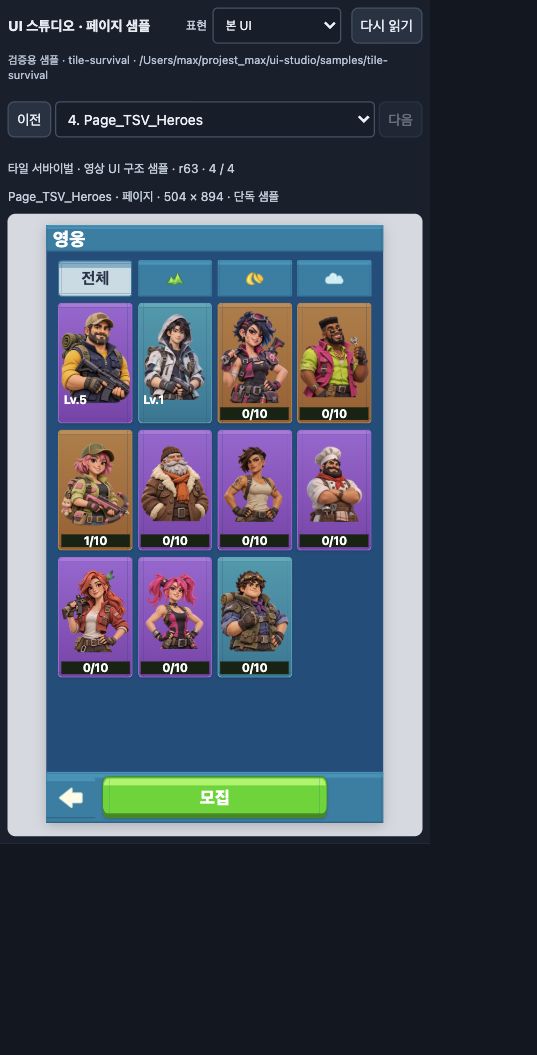 UI 스튜디오 · 페이지 샘플 표현 본 UI 다시 읽기
검증용 샘플 · tile-survival · /Users/max/projest_max/ui-studio/samples/tile-
survival
이전 4. Page_TSV_Heroes 다음
타일 서바이벌 · 영상 UI 구조 샘플 · r63 · 4 / 4
Page_TSV_Heroes · 페이지 · 504 × 894 · 단독 샘플
영웅
전체
Lv.5 Lv.1 0/10 0/10
1/10 0/10 0/10 0/10
0/10 0/10 0/10
모집